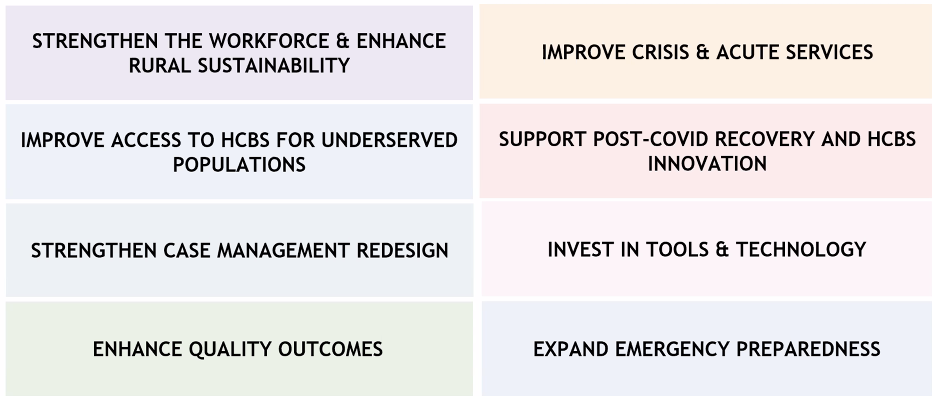 STRENGTHEN THE WORKFORCE & ENHANCE
RURAL SUSTAINABILITY
IMPROVE CRISIS & ACUTE SERVICES
IMPROVE ACCESS TO HCBS FOR UNDERSERVED
POPULATIONS
SUPPORT POST-COVID RECOVERY AND HCBS
INNOVATION
STRENGTHEN CASE MANAGEMENT REDESIGN
INVEST IN TOOLS & TECHNOLOGY
ENHANCE QUALITY OUTCOMES
EXPAND EMERGENCY PREPAREDNESS